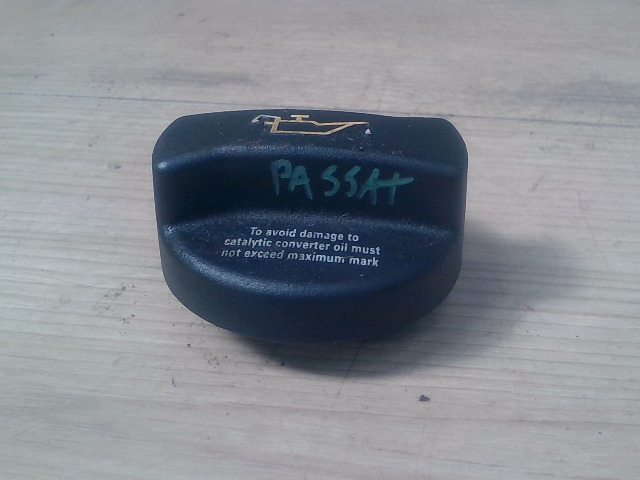 PASSAt
To avoid damage to
catalytic converter oil must
not exceed maximum mark